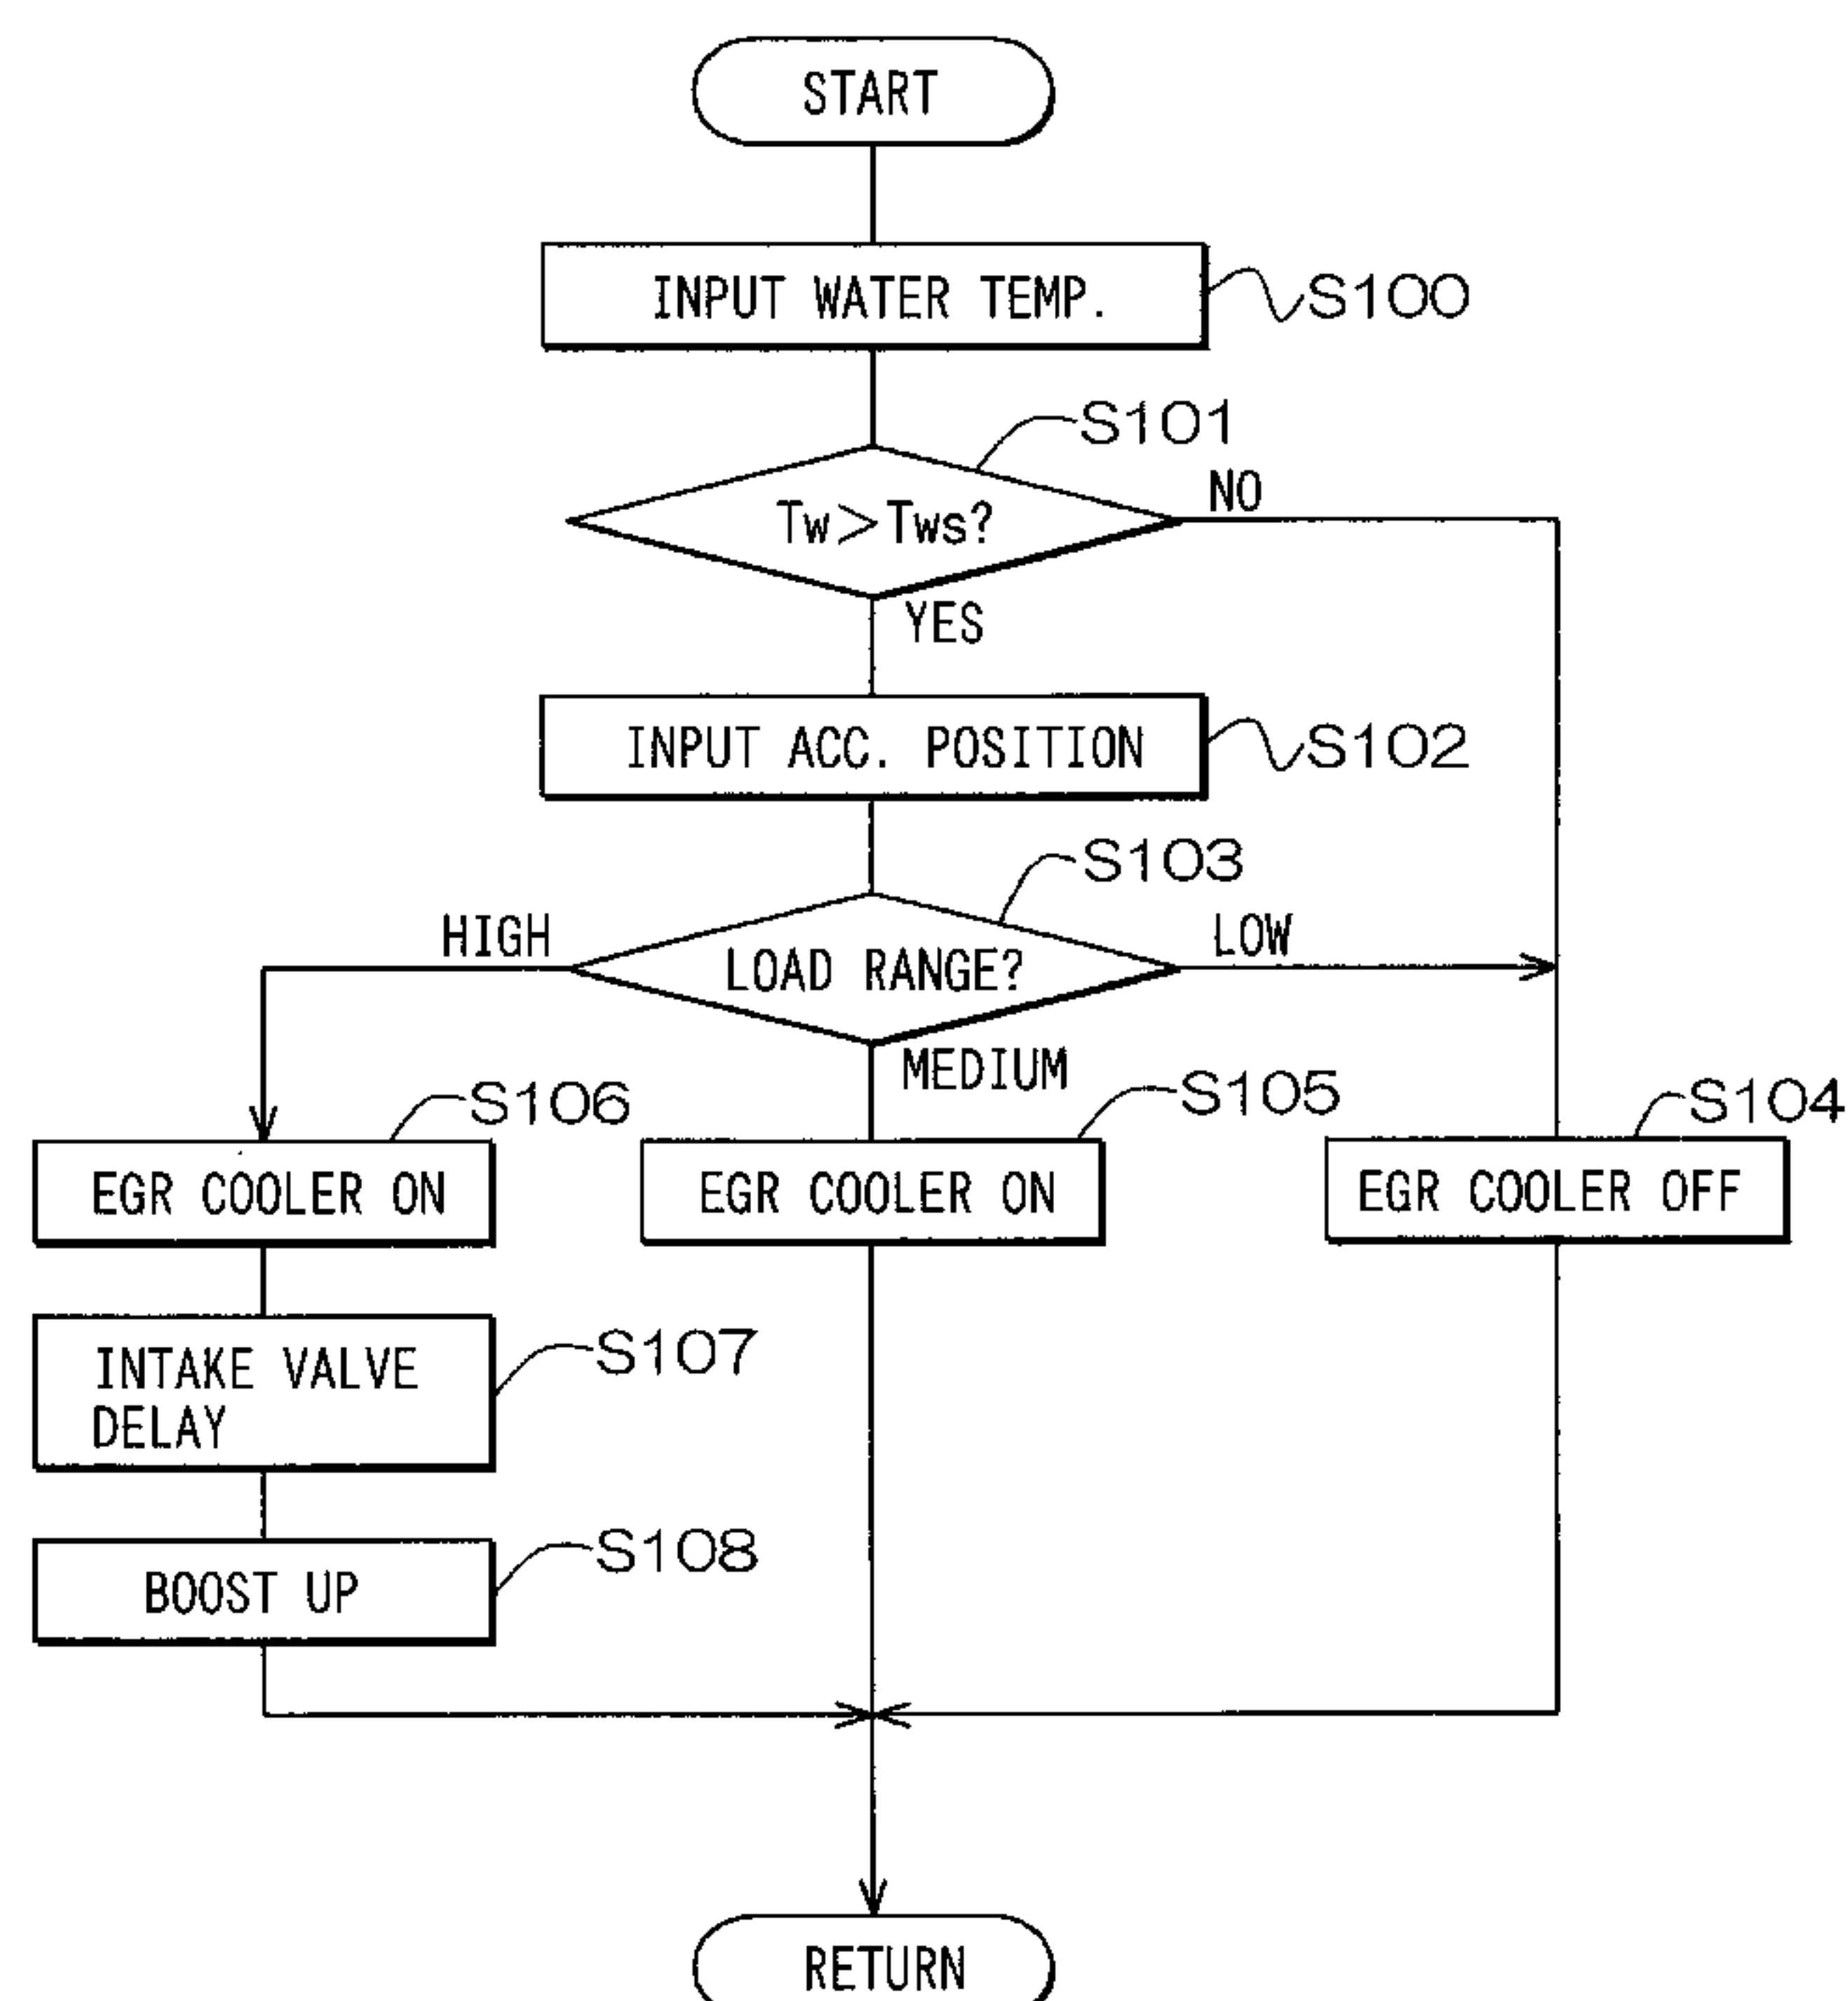 START
INPUT WATER TEMP.
S100
S101
Tw>Tws?
NO
YES
INPUT ACC. POSITION
S102
S103
HIGH
LOAD RANGE?
LOW
MEDIUM
S106
S105
S104
EGR COOLER ON
EGR COOLER ON
EGR COOLER OFF
INTAKE VALVE
DELAY
S107
BOOST UP
S108
RETURN